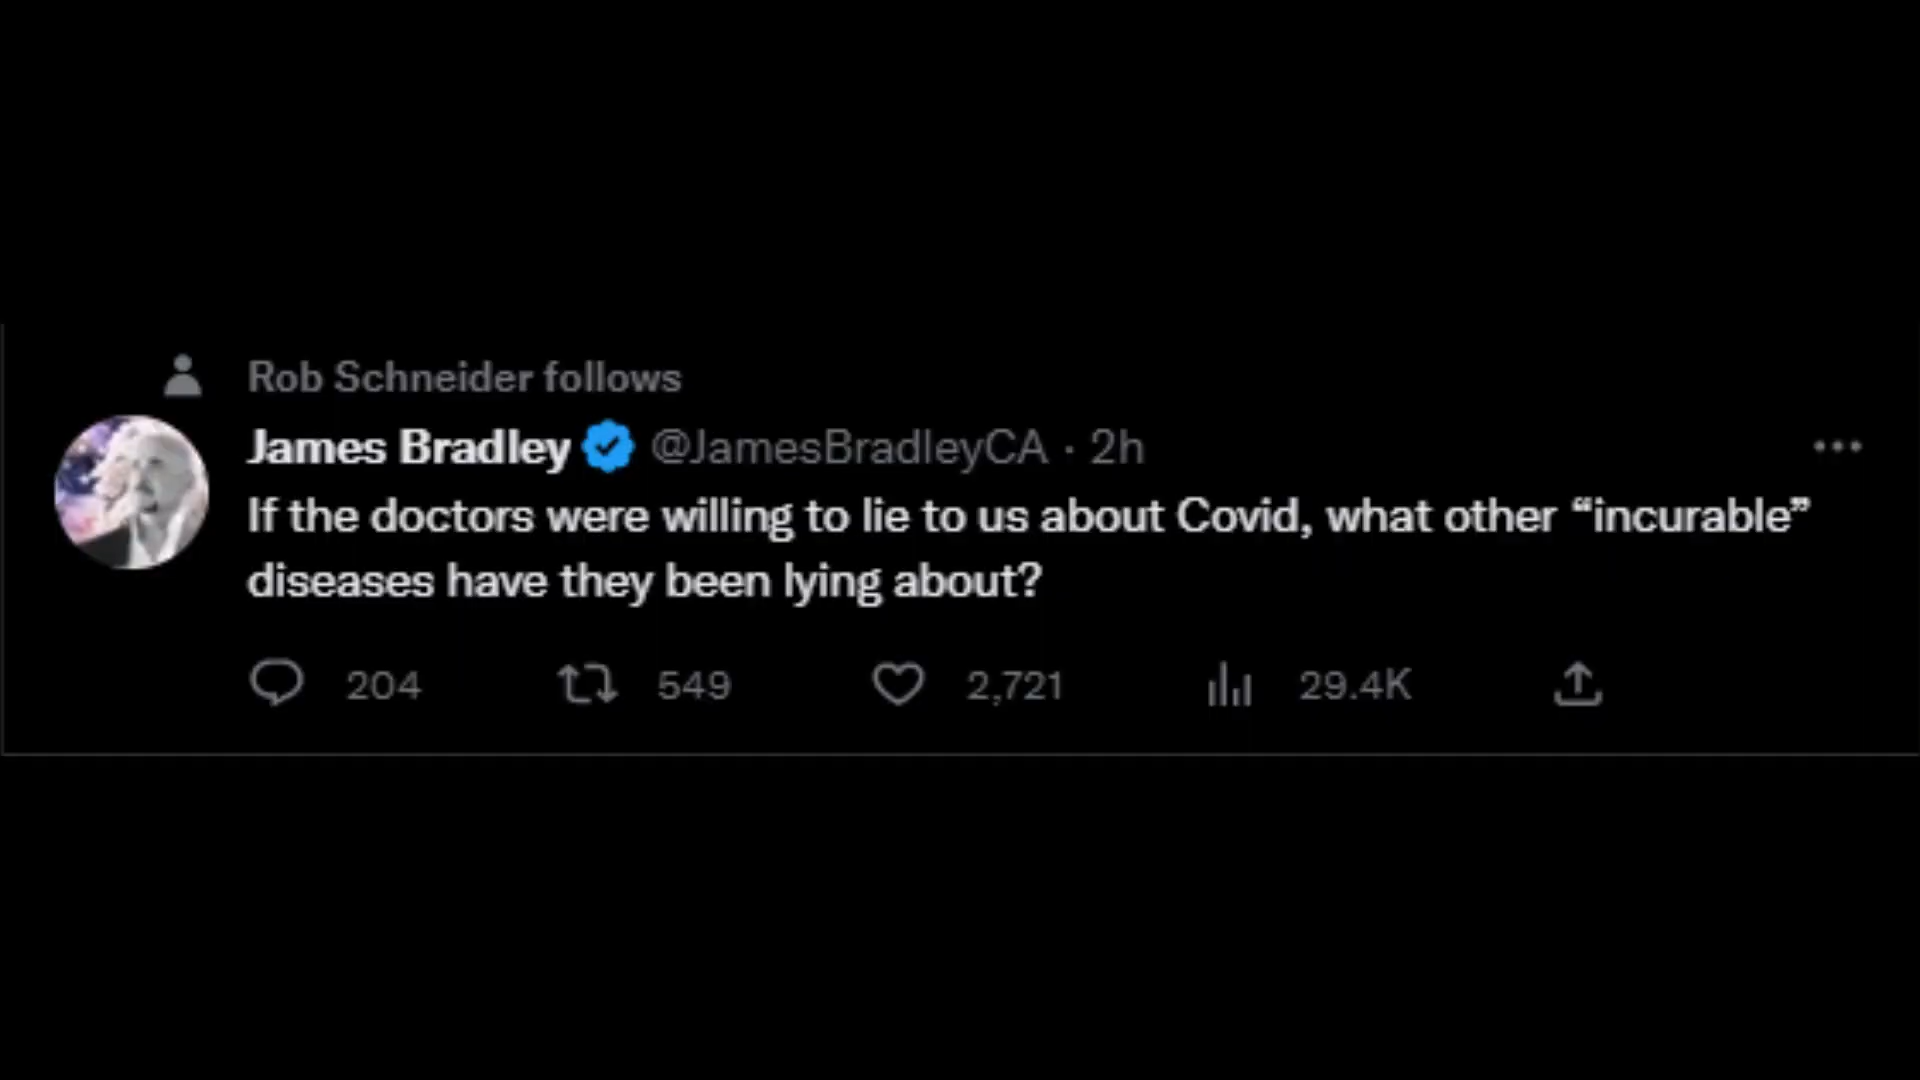 Rob Schneider follows
James Bradley @JamesBradleyCA · 2h
If the doctors were willing to lie to us about Covid, what other “incurable”
diseases have they been lying about?
204 549 2,721 29.4K